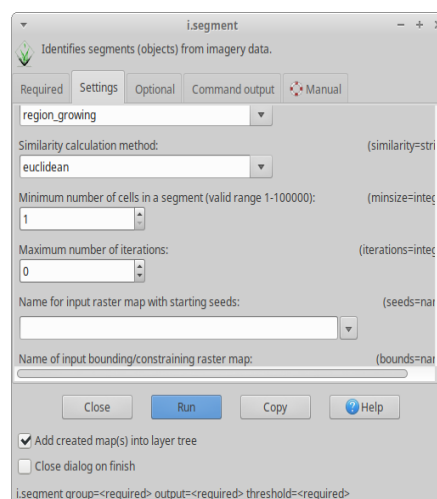 i.segment
Identifies segments (objects) from imagery data.
Required Settings Optional Command output Manual
region_growing
Similarity calculation method: (similarity=stri
euclidean
Minimum number of cells in a segment (valid range 1-100000): (minsize=integ
1
Maximum number of iterations: (iterations=integ
0
Name for input raster map with starting seeds: (seeds=nar
Name of input bounding/constraining raster map: (bounds=nar
Close Run Copy Help
Add created map(s) into layer tree
Close dialog on finish
i.segment group=<required> output=<required> threshold=<required>